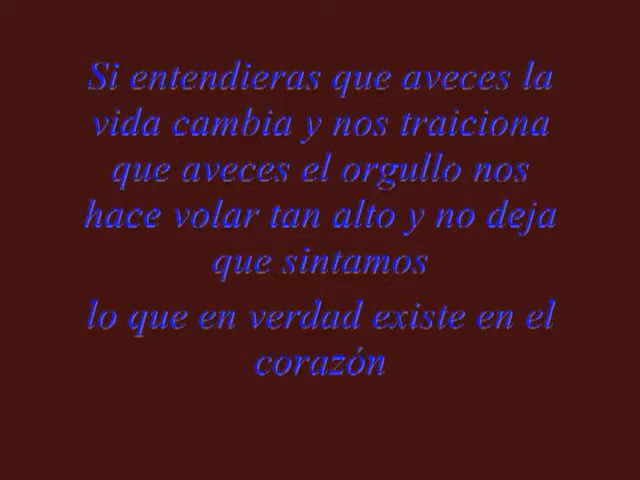 Si entendieras que aveces la
vida cambia y nos traiciona
que aveces el orgullo nos
hace volar tan alto y no deja
que sintamos
lo que en verdad existe en el
corazón